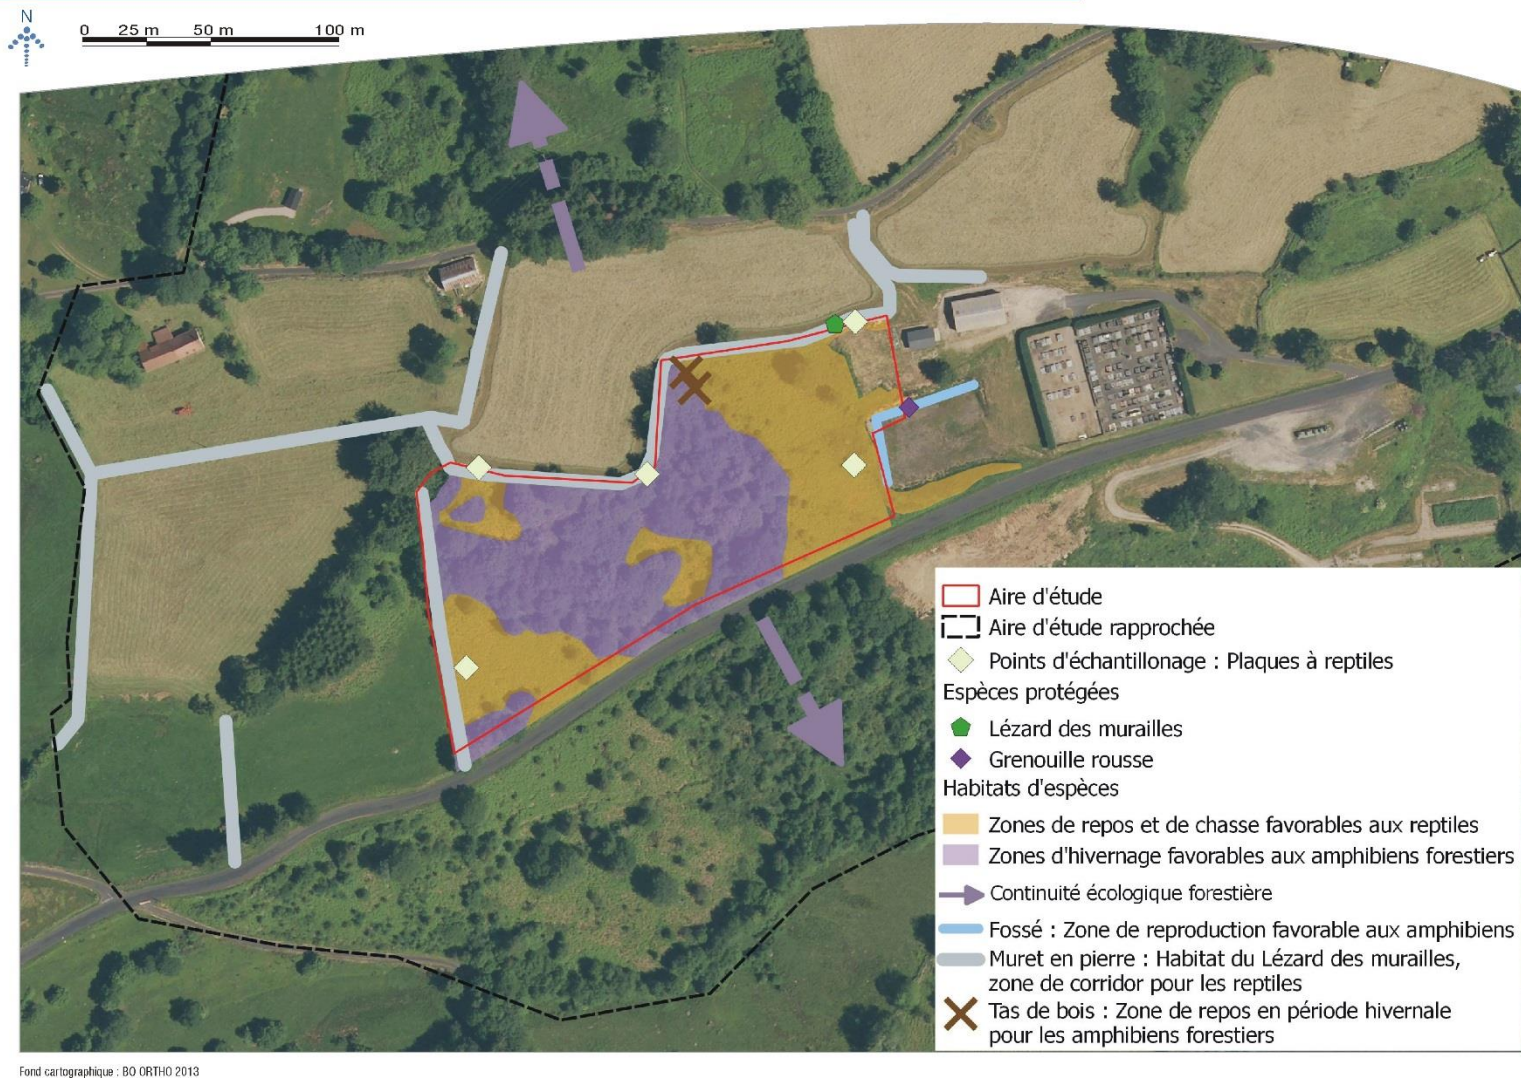 N
0 25 m 50 m 100 m
Aire d'étude
Aire d'étude rapprochée
Points d'échantillonage : Plaques à reptiles
Espèces protégées
Lézard des murailles
Grenouille rousse
Habitats d'espèces
Zones de repos et de chasse favorables aux reptiles
Zones d'hivernage favorables aux amphibiens forestiers
Continuité écologique forestière
Fossé : Zone de reproduction favorable aux amphibiens
Muret en pierre : Habitat du Lézard des murailles,
zone de corridor pour les reptiles
Tas de bois : Zone de repos en période hivernale
pour les amphibiens forestiers
Fond cartographique : BO ORTHO 2013